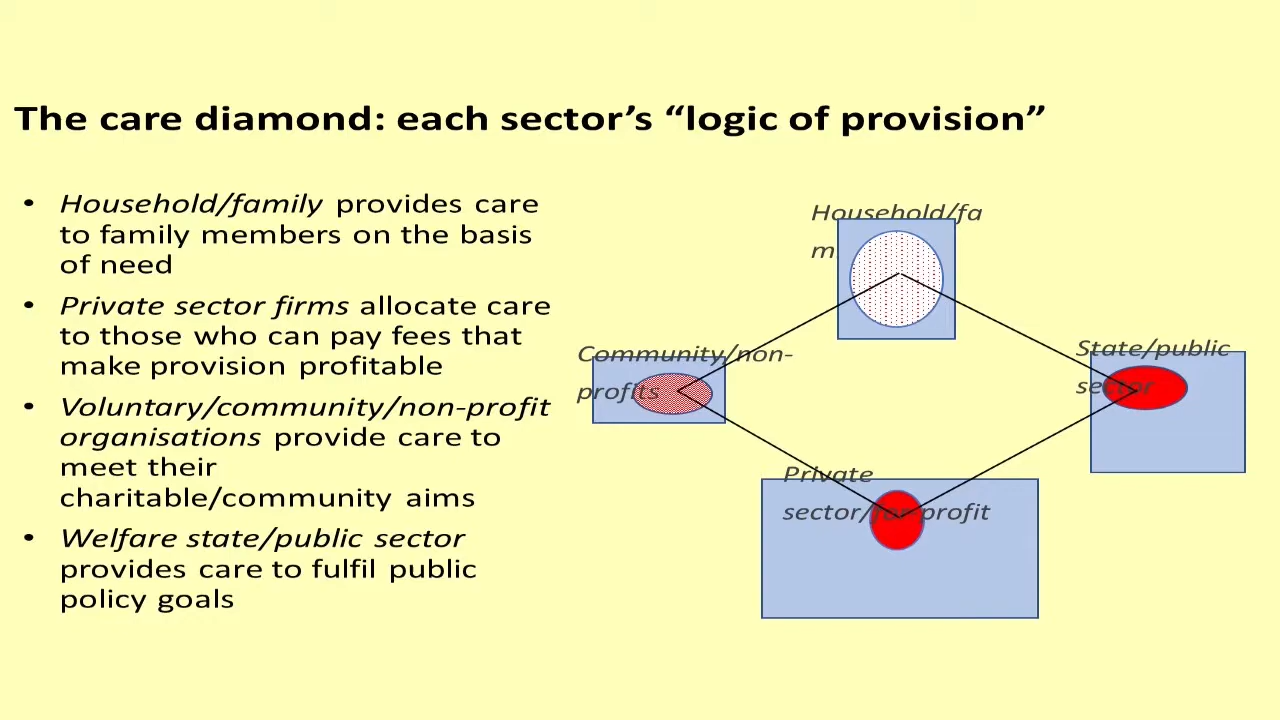 The care diamond: each sector's “logic of provision”
• Household/family provides care
to family members on the basis
of need
• Private sector firms allocate care
to those who can pay fees that
make provision profitable
• Voluntary/community/non-profit
organisations provide care to
meet their
charitable/community aims
• Welfare state/public sector
provides care to fulfil public
policy goals
Household/fa
m
Community/non-
profits
State/public
sector
Private
sector/for profit